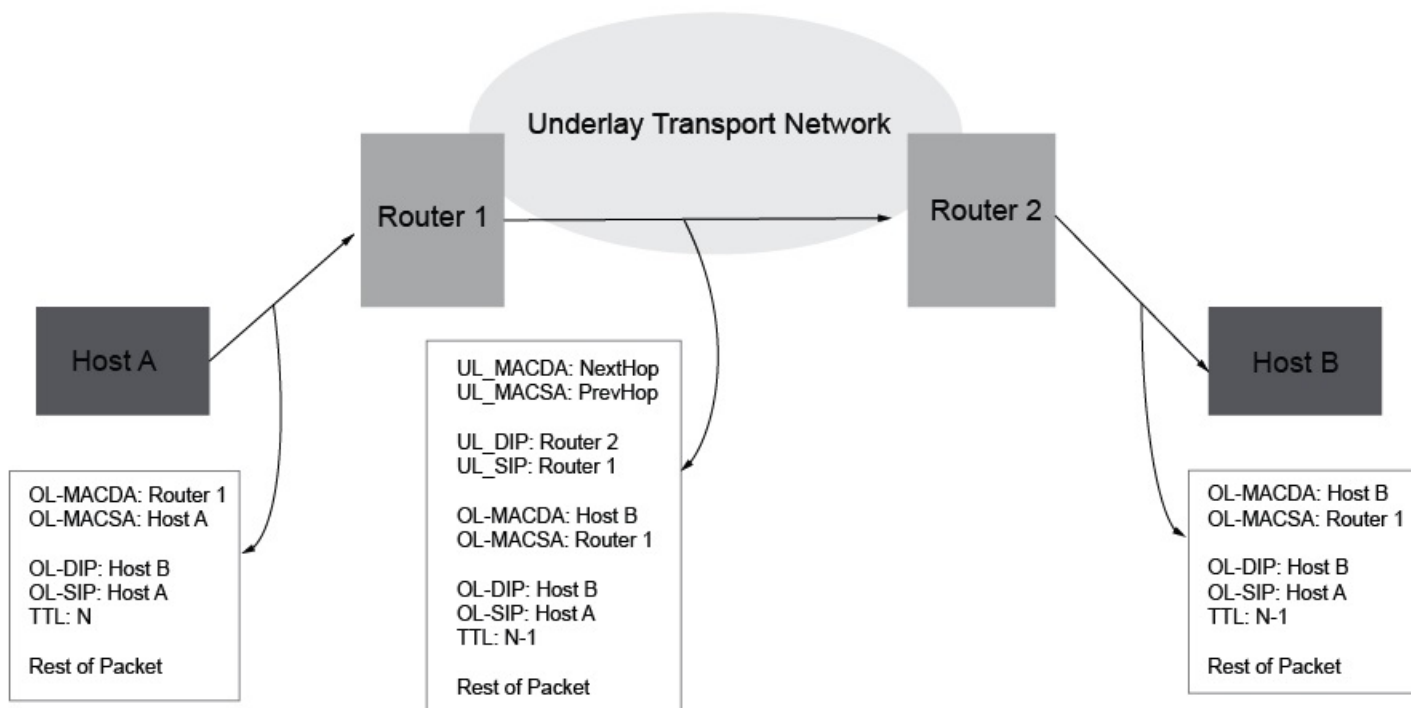 Underlay Transport Network
Router 1
Router 2
Host A
Host B
OL-MACDA: Router 1
OL-MACSA: Host A
OL-DIP: Host B
OL-SIP: Host A
TTL: N
Rest of Packet
UL_MACDA: NextHop
UL_MACSA: PrevHop
UL_DIP: Router 2
UL_SIP: Router 1
OL-MACDA: Host B
OL-MACSA: Router 1
OL-DIP: Host B
OL-SIP: Host A
TTL: N-1
Rest of Packet
OL-MACDA: Host B
OL-MACSA: Router 1
OL-DIP: Host B
OL-SIP: Host A
TTL: N-1
Rest of Packet